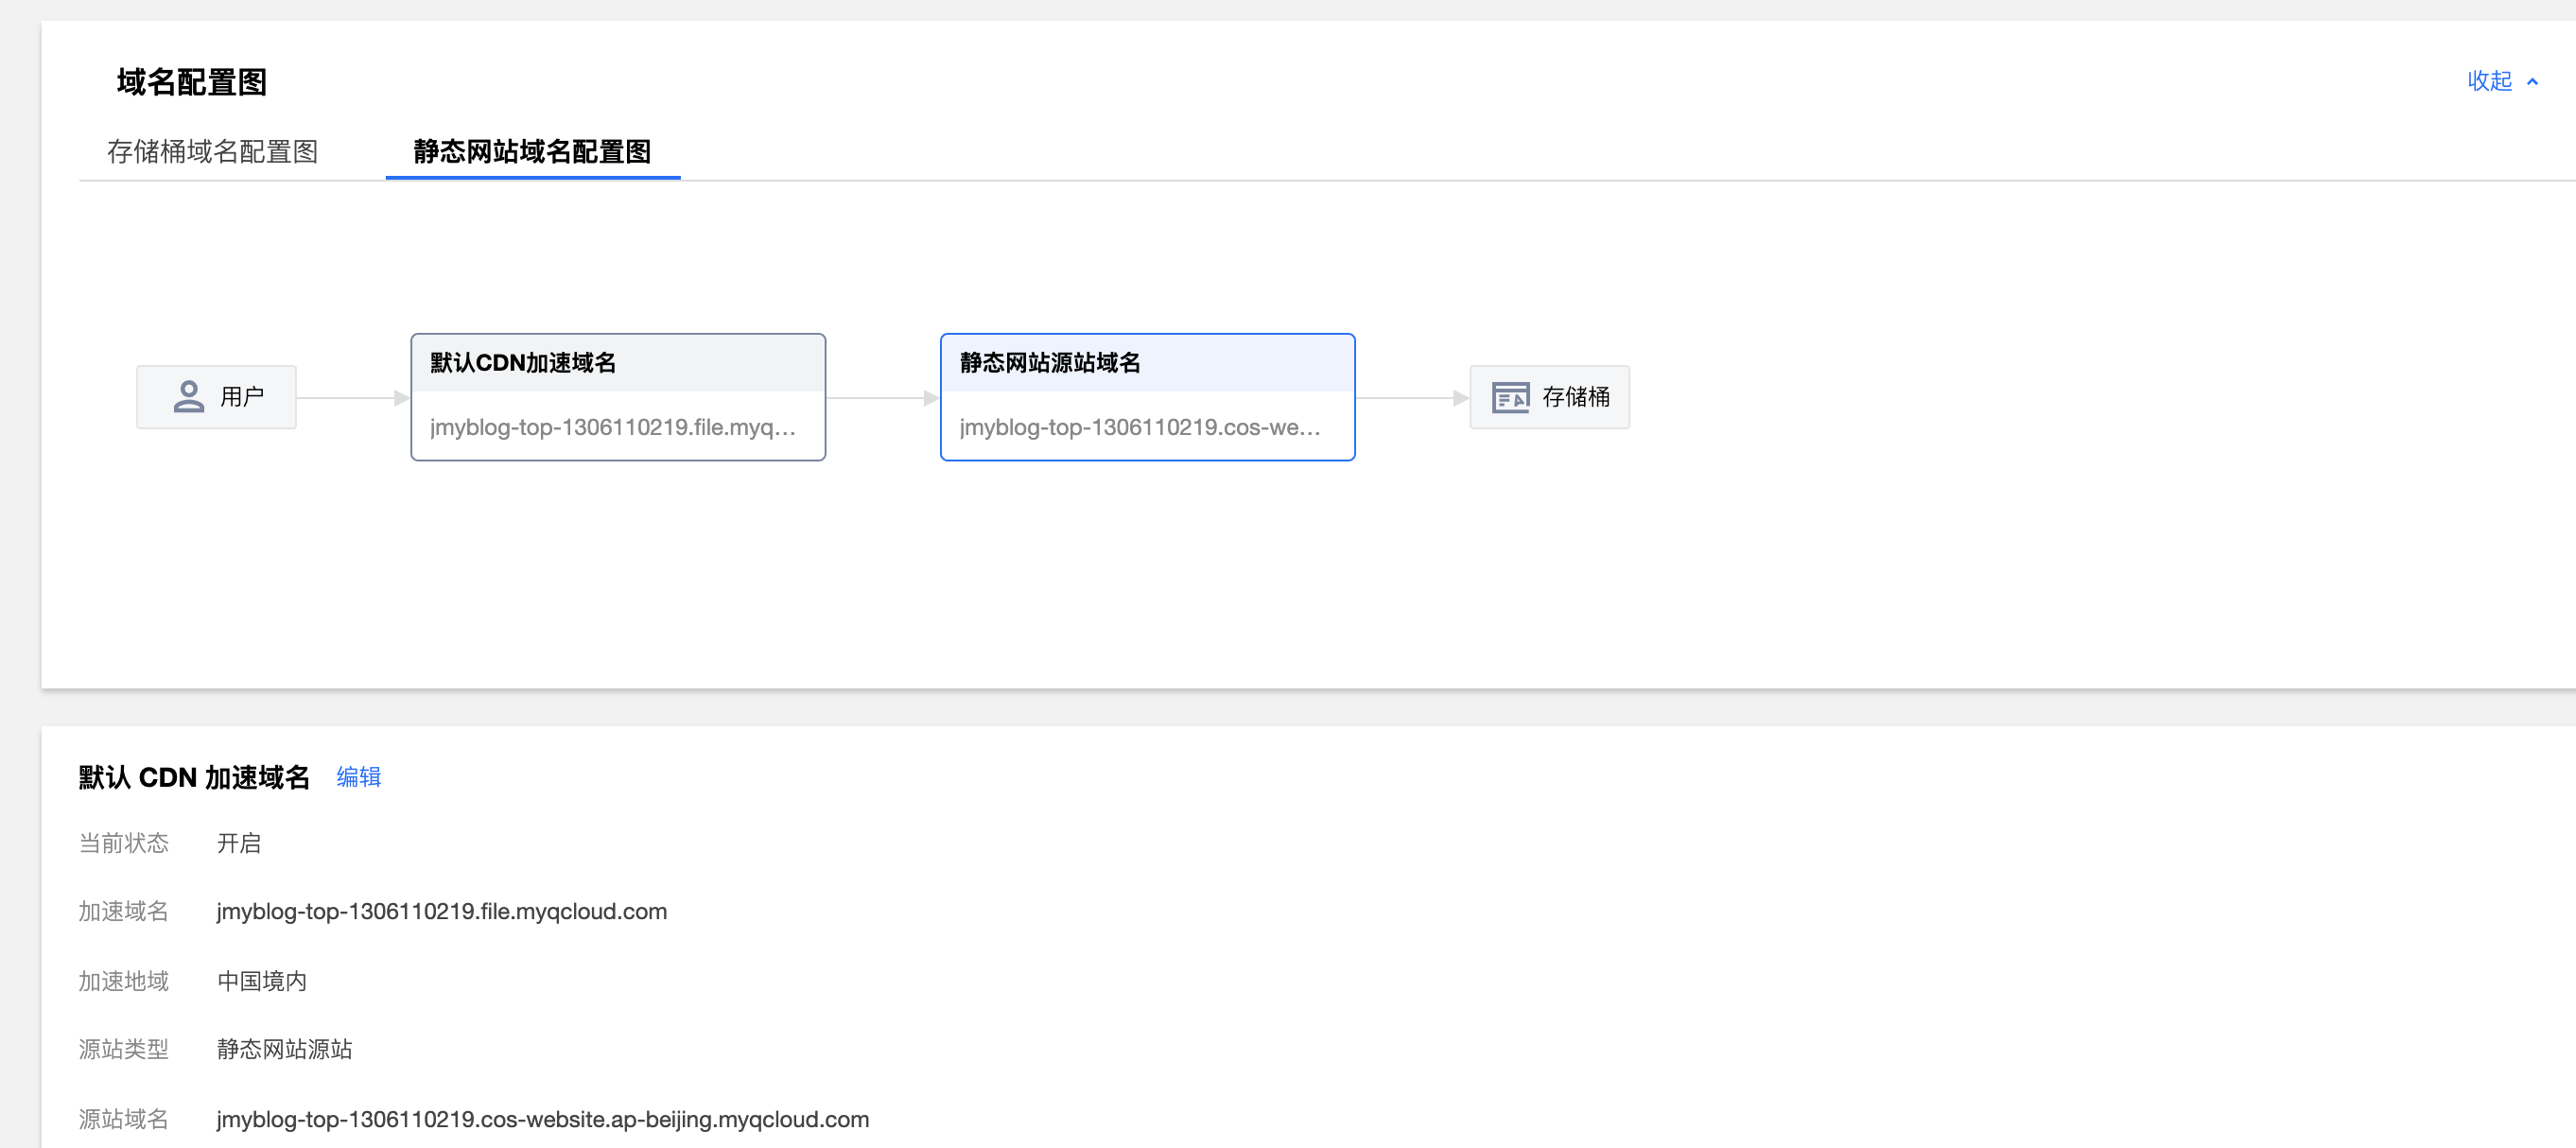 域名配置图
收起
存储桶域名配置图
静态网站域名配置图
用户
默认CDN加速域名
jmyblog-top-1306110219.file.myq...
静态网站源站域名
jmyblog-top-1306110219.cos-we...
存储桶
默认 CDN 加速域名 编辑
当前状态 开启
加速域名 jmyblog-top-1306110219.file.myqcloud.com
加速地域 中国境内
源站类型 静态网站源站
源站域名 jmyblog-top-1306110219.cos-website.ap-beijing.myqcloud.com